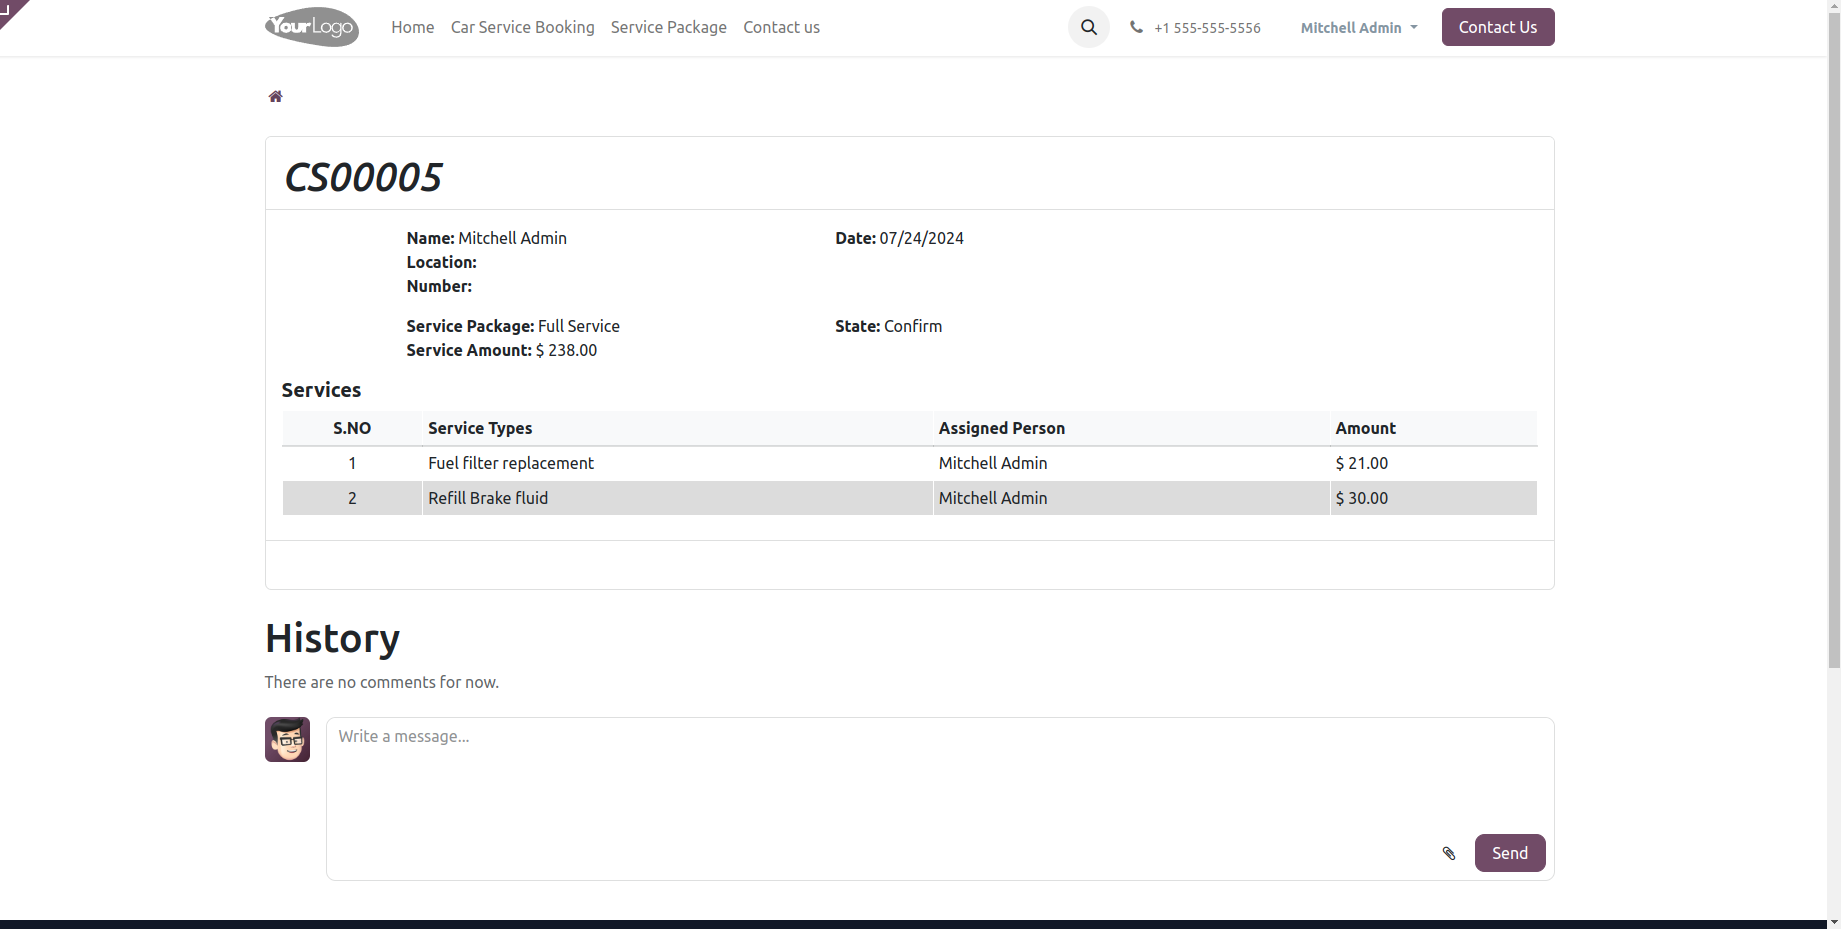 YourLogo Home Car Service Booking Service Package Contact us +1 555-555-5556 Mitchell Admin Contact Us
CS00005
Name: Mitchell Admin Date: 07/24/2024
Location:
Number:
Service Package: Full Service State: Confirm
Service Amount: $ 238.00
Services
S.NO Service Types Assigned Person Amount
1 Fuel filter replacement Mitchell Admin $ 21.00
2 Refill Brake fluid Mitchell Admin $ 30.00
History
There are no comments for now.
Write a message...
Send